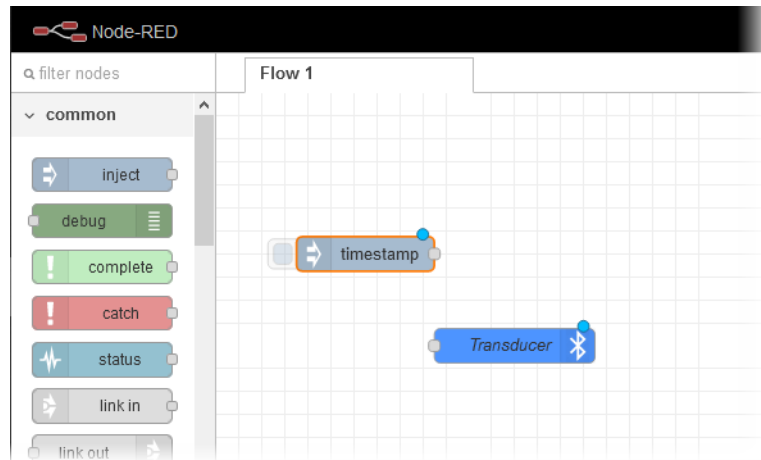 Node-RED
filter nodes
Flow 1
common
inject
debug
timestamp
complete
catch
Transducer
status
link in
link out